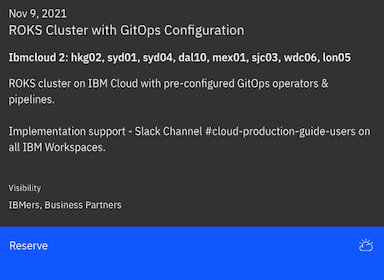 Nov 9, 2021
ROKS Cluster with GitOps Configuration
Ibmcloud 2: hkg02, syd01, syd04, dal10, mex01, sjc03, wdc06, lon05
ROKS cluster on IBM Cloud with pre-configured GitOps operators &
pipelines.
Implementation support - Slack Channel #cloud-production-guide-users on
all IBM Workspaces.
Visibility
IBMers, Business Partners
Reserve